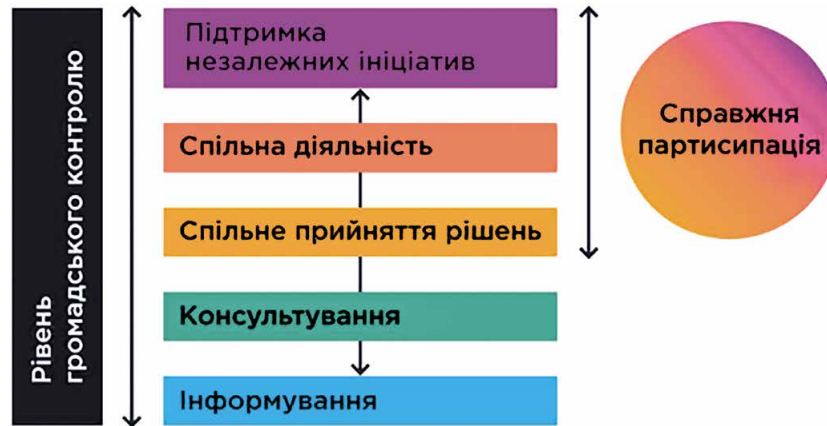 Рівень
громадського контролю
Підтримка
незалежних ініціатив
Спільна діяльність
Спільне прийняття рішень
Консультування
Інформування
Справжня
партисипація